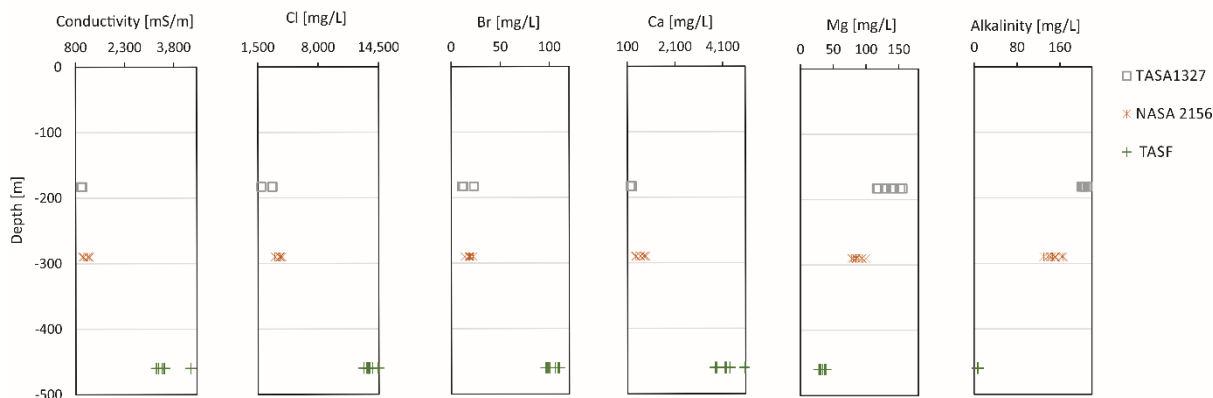 Conductivity [mS/m] Cl [mg/L] Br [mg/L] Ca [mg/L] Mg [mg/L] Alkalinity [mg/L]
800 2,300 3,800 1,500 8,000 14,500 0 100 100 2,100 4,100 0 50 100 150 0 80 160
0
-100
-200
-300
-400
-500
Depth [m]
TASA1327
NASA 2156
TASF